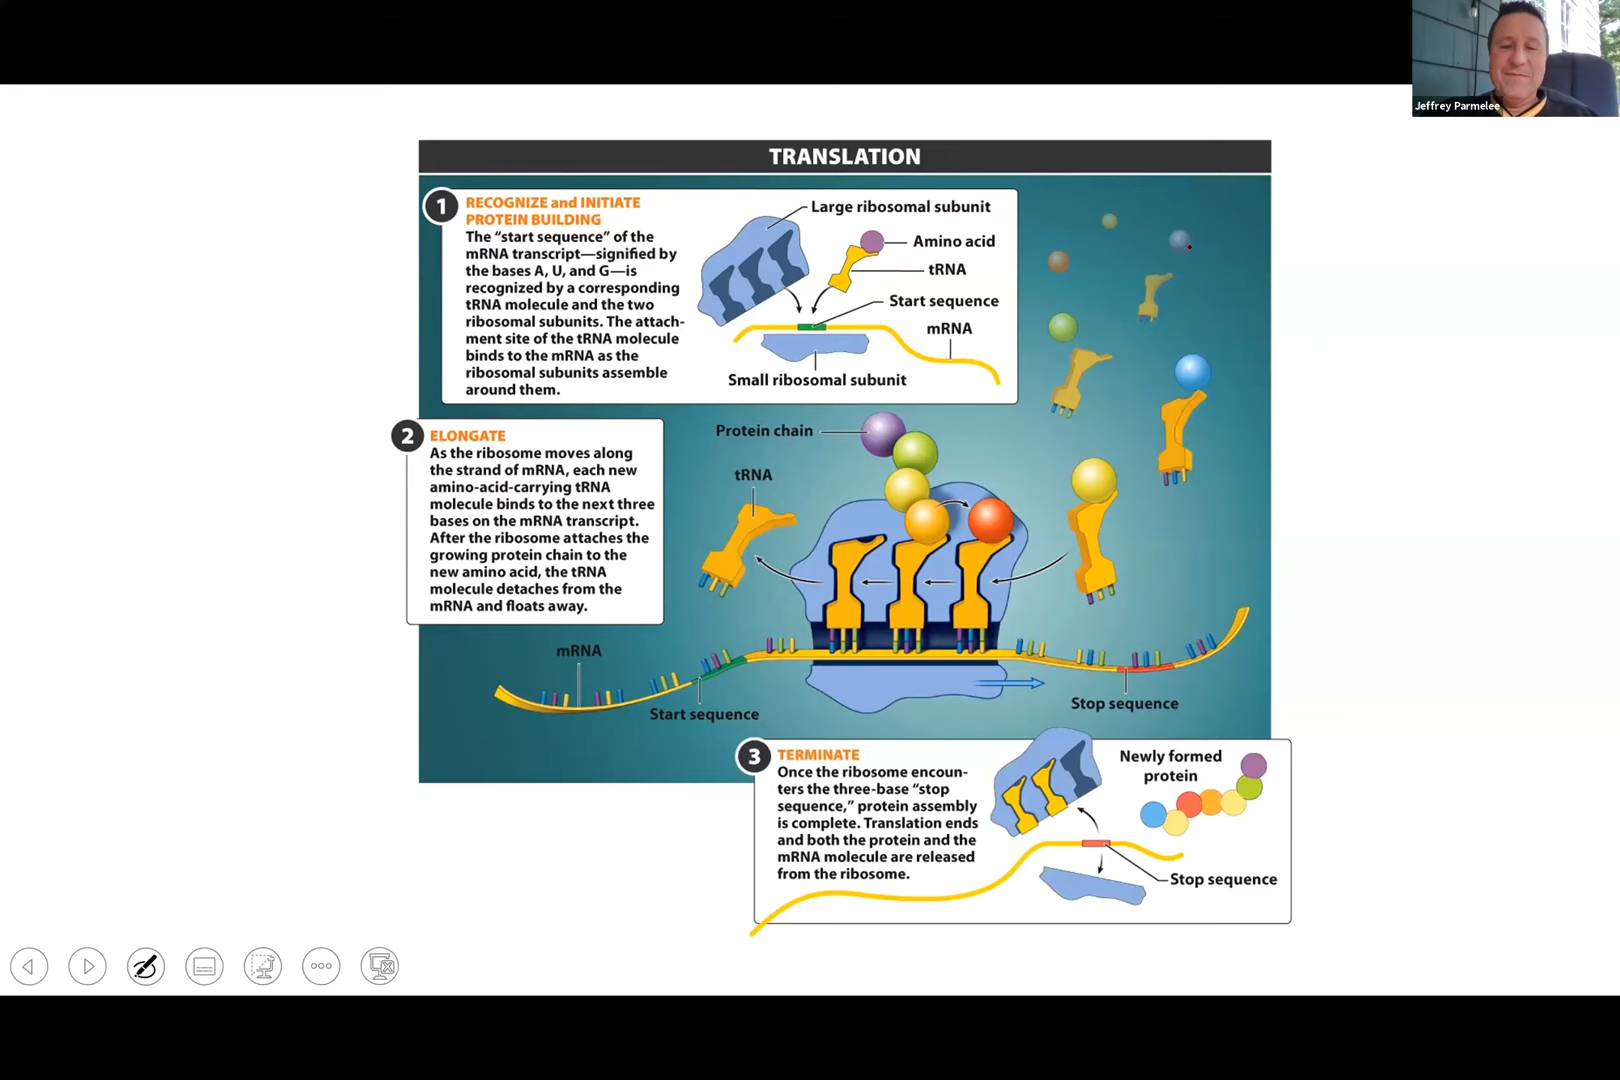 Jeffrey Parmelee
TRANSLATION
1
RECOGNIZE and INITIATE
PROTEIN BUILDING
The “start sequence” of the
mRNA transcript—signified by
the bases A, U, and G—is
recognized by a corresponding
tRNA molecule and the two
ribosomal subunits. The attach-
ment site of the tRNA molecule
binds to the mRNA as the
ribosomal subunits assemble
around them.
Large ribosomal subunit
Amino acid
tRNA
Start sequence
mRNA
Small ribosomal subunit
2
ELONGATE
As the ribosome moves along
the strand of mRNA, each new
amino-acid-carrying tRNA
molecule binds to the next three
bases on the mRNA transcript.
After the ribosome attaches the
growing protein chain to the
new amino acid, the tRNA
molecule detaches from the
mRNA and floats away.
Protein chain
tRNA
mRNA
Start sequence
Stop sequence
3
TERMINATE
Once the ribosome encoun-
ters the three-base “stop
sequence,” protein assembly
is complete. Translation ends
and both the protein and the
mRNA molecule are released
from the ribosome.
Newly formed
protein
Stop sequence